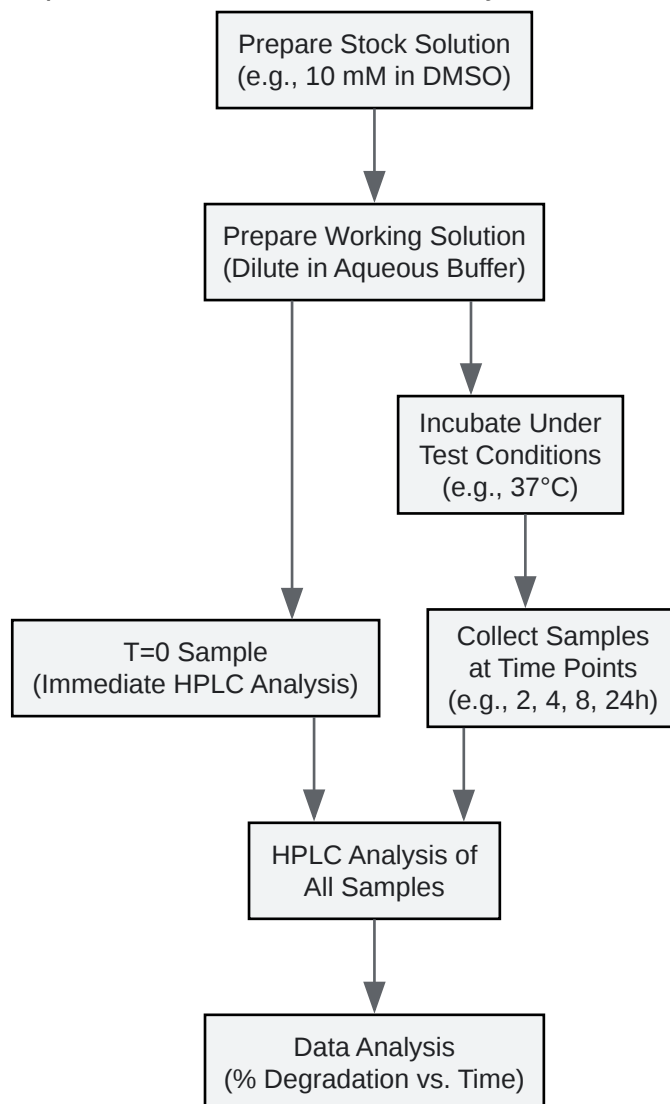 Prepare Stock Solution
(e.g., 10 mM in DMSO)
Prepare Working Solution
(Dilute in Aqueous Buffer)
Incubate Under
Test Conditions
(e.g., 37°C)
T=0 Sample
(Immediate HPLC Analysis)
Collect Samples
at Time Points
(e.g., 2, 4, 8, 24h)
HPLC Analysis of
All Samples
Data Analysis
(% Degradation vs. Time)